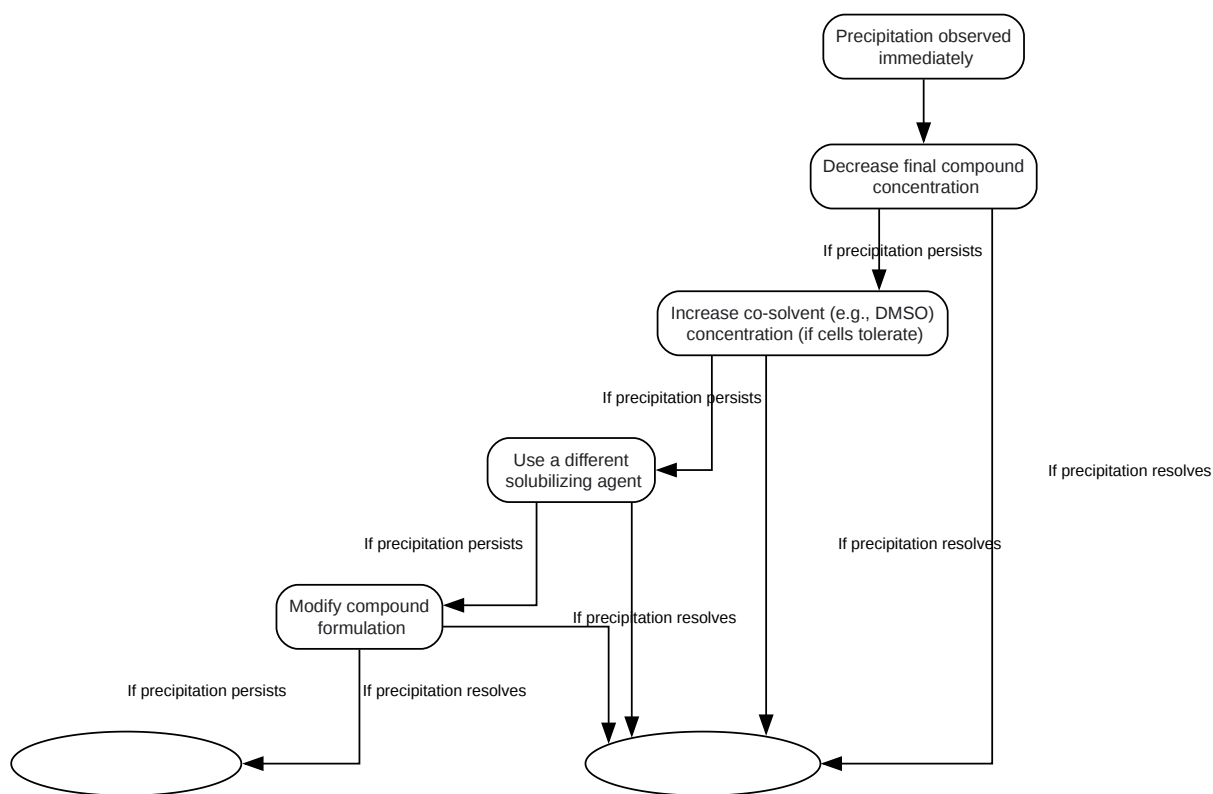 Precipitation observed
immediately
Decrease final compound
concentration
If precipitation persists
Increase co-solvent (e.g., DMSO)
concentration (if cells tolerate)
If precipitation persists
Use a different
solubilizing agent
If precipitation resolves
If precipitation persists
If precipitation resolves
Modify compound
formulation
If precipitation resolves
If precipitation persists
If precipitation resolves